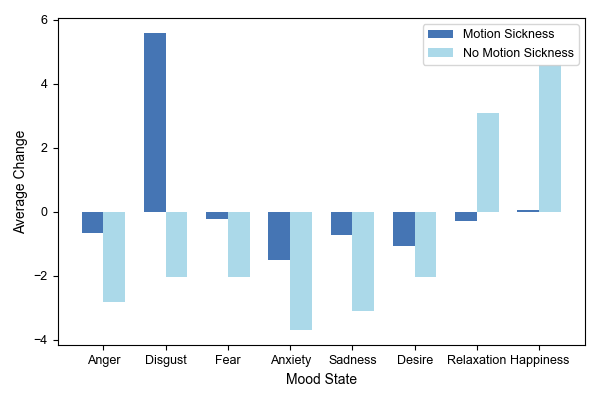 Motion Sickness
No Motion Sickness
6
4
2
0
−2
−4
Average Change
Anger Disgust Fear Anxiety Sadness Desire Relaxation Happiness
Mood State